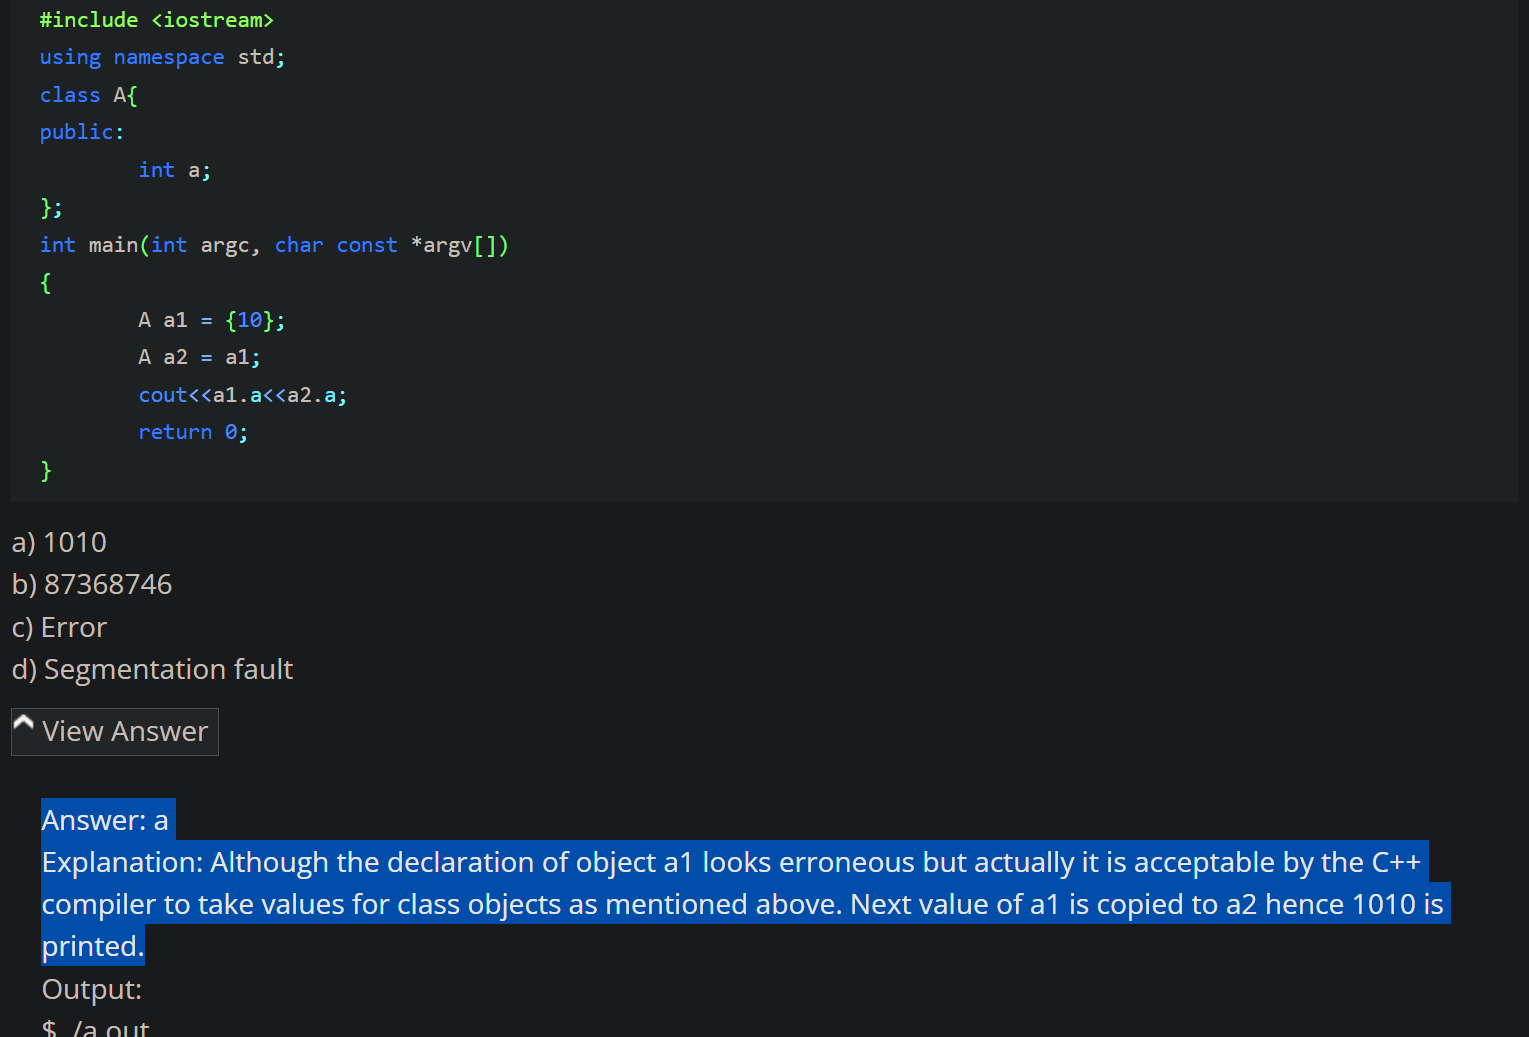 #include <iostream>
using namespace std;
class A{
public:
int a;
};
int main(int argc, char const *argv[])
{
A a1 = {10};
A a2 = a1;
cout<<a1.a<<a2.a;
return 0;
}
a) 1010
b) 87368746
c) Error
d) Segmentation fault
View Answer
Answer: a
Explanation: Although the declaration of object a1 looks erroneous but actually it is acceptable by the C++
compiler to take values for class objects as mentioned above. Next value of a1 is copied to a2 hence 1010 is
printed.
Output:
$ ./a.out